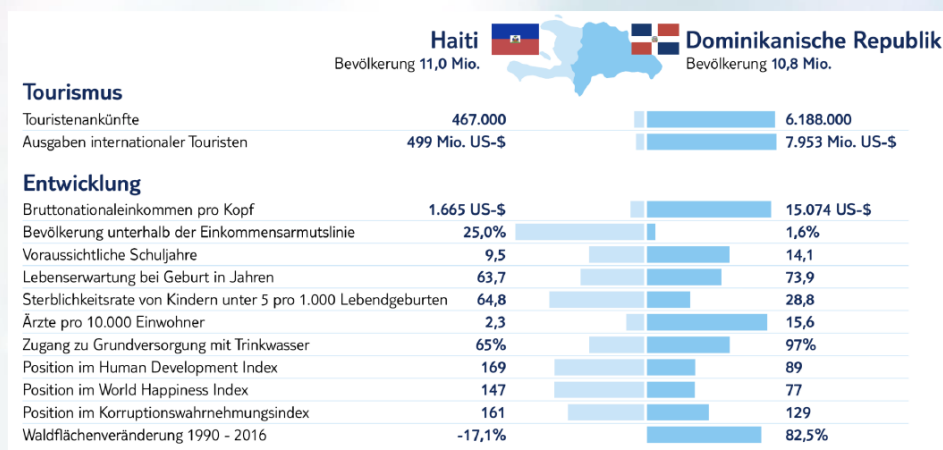 Haiti Dominikanische Republik
Bevölkerung 11,0 Mio. Bevölkerung 10,8 Mio.
Tourismus
Touristenankünfte 467.000 6.188.000
Ausgaben internationaler Touristen 499 Mio. US-$ 7.953 Mio. US-$
Entwicklung
Bruttonationaleinkommen pro Kopf 1.665 US-$ 15.074 US-$
Bevölkerung unterhalb der Einkommensarmutslinie 25,0% 1,6%
Voraussichtliche Schuljahre 9,5 14,1
Lebenserwartung bei Geburt in Jahren 63,7 73,9
Sterblichkeitsrate von Kindern unter 5 pro 1.000 Lebendgeburten 64,8 28,8
Ärzte pro 10.000 Einwohner 2,3 15,6
Zugang zu Grundversorgung mit Trinkwasser 65% 97%
Position im Human Development Index 169 89
Position im World Happiness Index 147 77
Position im Korruptionswahrnehmungsindex 161 129
Waldflächenveränderung 1990 - 2016 -17,1% 82,5%